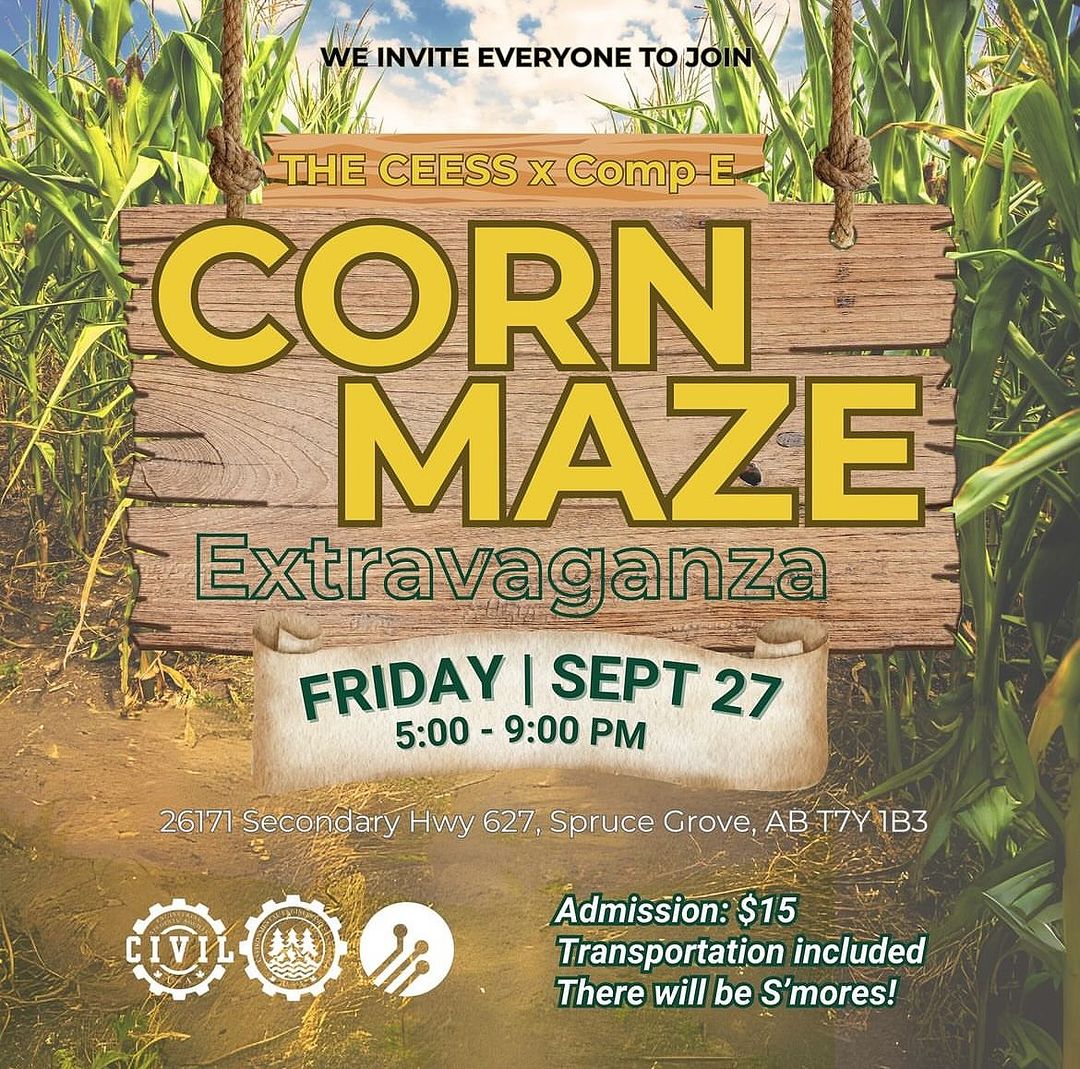 WE INVITE EVERYONE TO JOIN
THE CEESS x Comp E
CORN
MAZE
Extravaganza
FRIDAY | SEPT 27
5:00 - 9:00 PM
26171 Secondary Hwy 627, Spruce Grove, AB T7Y 1B3
CIVIL
Admission: $15
Transportation included
There will be S'mores!